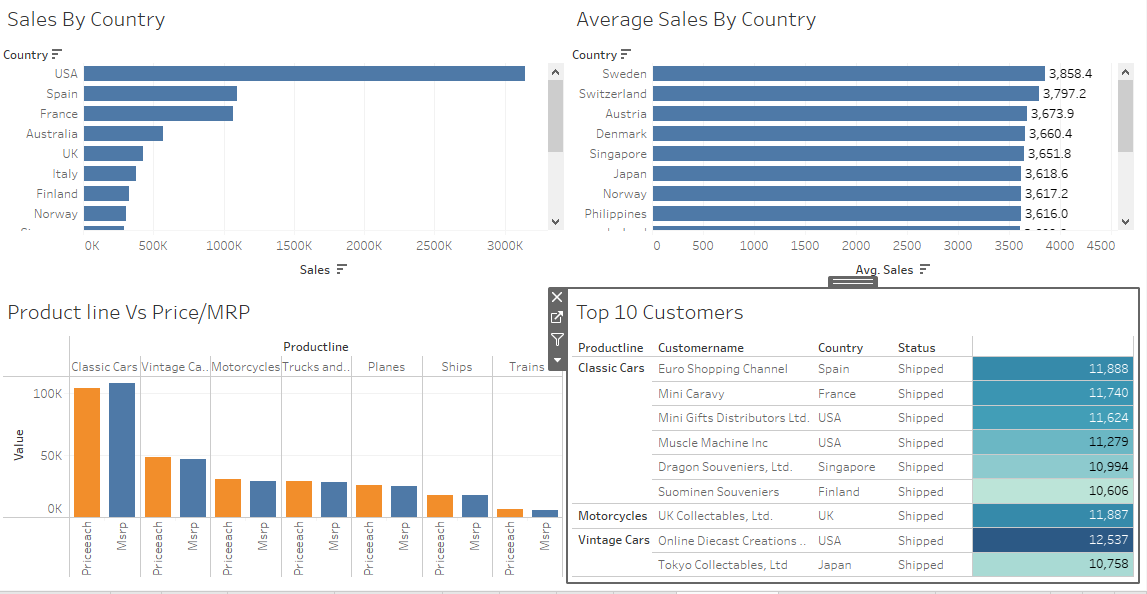 Sales By Country
Country
USA
Spain
France
Australia
UK
Italy
Finland
Norway
0K 500K 1000K 1500K 2000K 2500K 3000K
Sales
Average Sales By Country
Country
Sweden 3,858.4
Switzerland 3,797.2
Austria 3,673.9
Denmark 3,660.4
Singapore 3,651.8
Japan 3,618.6
Norway 3,617.2
Philippines 3,616.0
0 500 1000 1500 2000 2500 3000 3500 4000 4500
Avg. Sales
Product line Vs Price/MRP
Productline
Classic Cars Vintage Ca.. Motorcycles Trucks and.. Planes Ships Trains
Value
100K
50K
0K
Priceeach Msrp Priceeach Msrp Priceeach Msrp Priceeach Msrp Priceeach Msrp Priceeach Msrp Priceeach Msrp
Top 10 Customers
Productline Customername Country Status
Classic Cars Euro Shopping Channel Spain Shipped 11,888
Mini Caravy France Shipped 11,740
Mini Gifts Distributors Ltd. USA Shipped 11,624
Muscle Machine Inc USA Shipped 11,279
Dragon Souveniers, Ltd. Singapore Shipped 10,994
Suominen Souveniers Finland Shipped 10,606
Motorcycles UK Collectables, Ltd. UK Shipped 11,887
Vintage Cars Online Diecast Creations .. USA Shipped 12,537
Tokyo Collectables, Ltd Japan Shipped 10,758